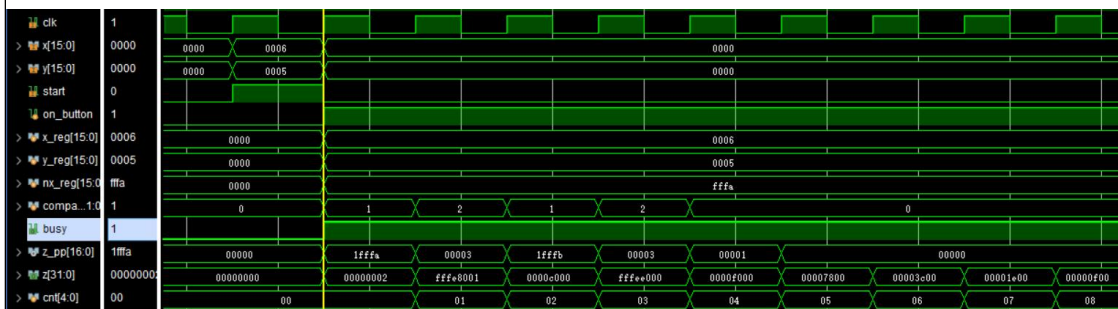 clk 1
x[15:0] 0000 0000 0006 0000
y[15:0] 0000 0000 0005 0000
start 0
on_button 1
x_reg[15:0] 0006 0000 0006
y_reg[15:0] 0005 0000 0005
nx_reg[15:0 fffa 0000 fffa
compa...1:0 1 0 1 2 1 2 0
busy 1
z_pp[16:0] 1fffa 00000 1fffa 00003 1fffb 00003 00001 00000
z[31:0] 00000002 00000000 00000002 fffe8001 0000c000 fffee000 0000f000 00007800 00003c00 00001e00 00000f00
cnt[4:0] 00 00 01 02 03 04 05 06 07 08